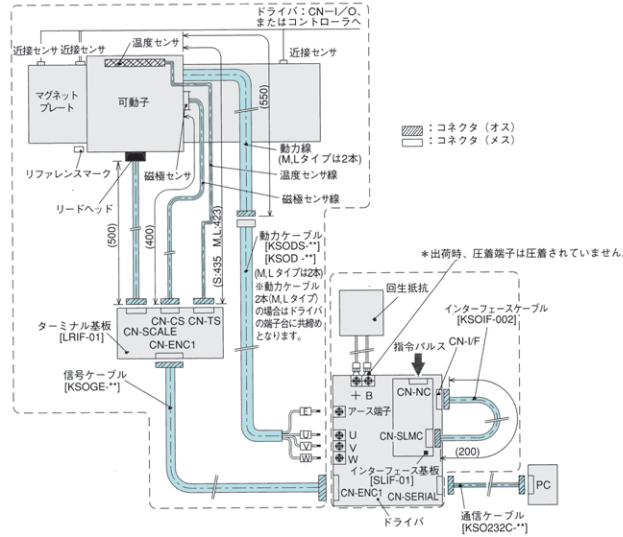 ドライバ：CN－I／O、
またはコントローラへ
近接センサ
近接センサ
温度センサ
近接センサ
マグネット
プレート
可動子
(550)
：コネクタ（オス）
：コネクタ（メス）
動力線
(M,Lタイプは2本)
リファレンスマーク
磁極センサ
温度センサ線
リードヘッド
磁極センサ線
(500)
(400)
(S:435 M,L:423)
動力ケーブル
[KSODS-**]
[KSOD -**]
(M,Lタイプは2本)
※動力ケーブル
2本(M,Lタイプ)
の場合はドライバ
の端子台に共締め
となります。
＊出荷時、圧着端子は圧着されていません。
回生抵抗
インターフェースケーブル
[KSOIF-002]
ターミナル基板
[LRIF-01]
CN-CS
CN-TS
CN-SCALE
CN-ENC1
指令パルス
CN-I/F
信号ケーブル
[KSOGE-**]
＋ B
CN-NC
E
アース端子
U
U
V
V
W
W
CN-SLMC
(200)
インターフェース基板
[SLIF-01]
CN-ENC1
CN-SERIAL
PC
ドライバ
通信ケーブル
[KSO232C-**]